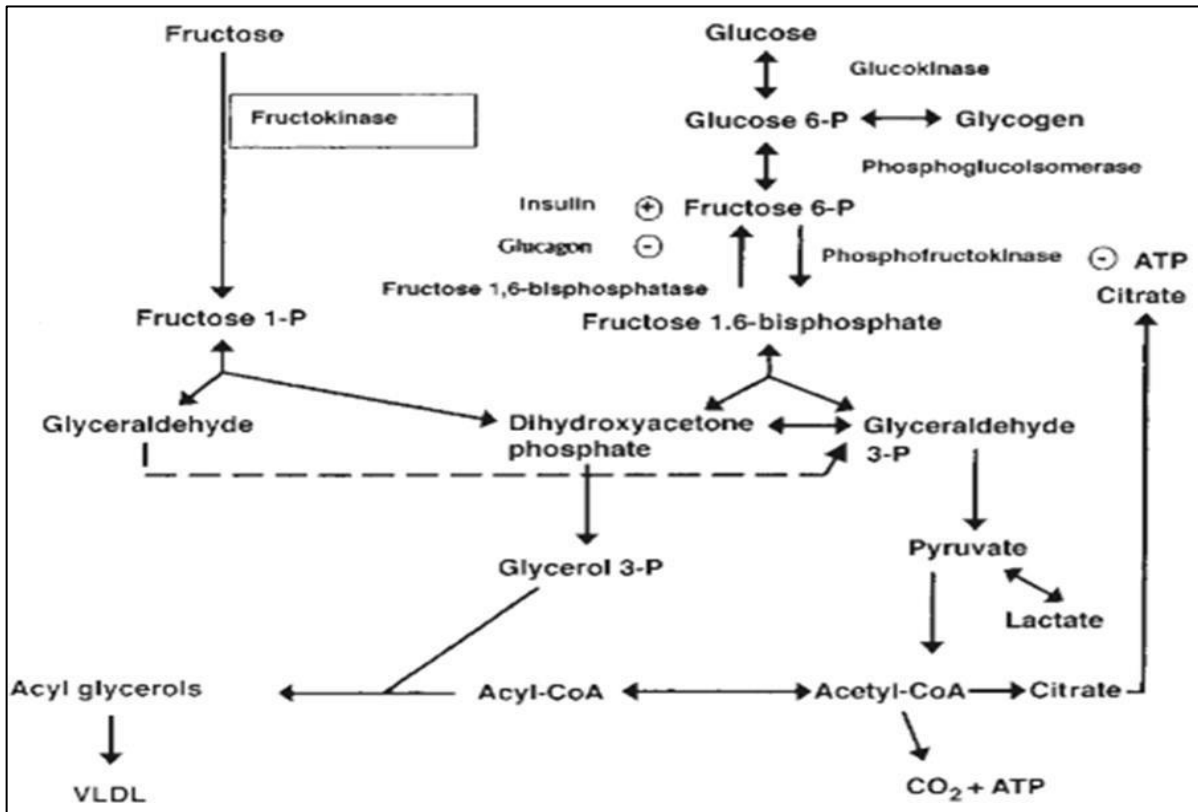 Fructose
Glucose
Glucokinase
Fructokinase
Glucose 6-P
Glycogen
Phosphoglucoisomerase
Insulin + Fructose 6-P
Glucagon -
Phosphofructokinase - ATP
Citrate
Fructose 1,6-bisphosphatase
Fructose 1-P
Fructose 1.6-bisphosphate
Glyceraldehyde
Dihydroxyacetone
phosphate
Glyceraldehyde
3-P
Pyruvate
Glycerol 3-P
Lactate
Acyl glycerols
Acyl-CoA
Acetyl-CoA
Citrate
VLDL
CO₂ + ATP